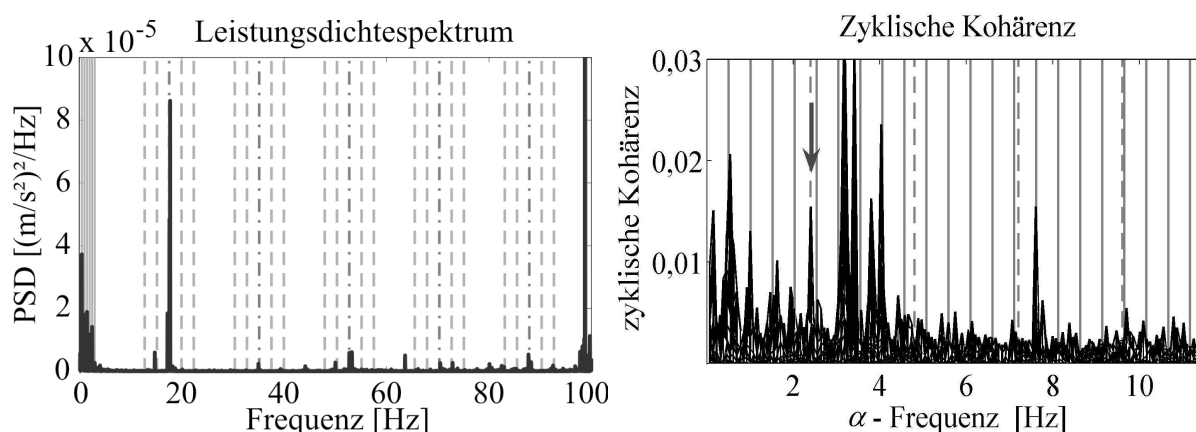 Leistungsdichtespektrum
10 x 10⁻⁵
8
6
4
2
0
PSD [(m/s²)²/Hz]
0 20 40 60 80 100
Frequenz [Hz]
Zyklische Kohärenz
0,03
0,02
0,01
zyklische Kohärenz
2 4 6 8 10
α - Frequenz [Hz]